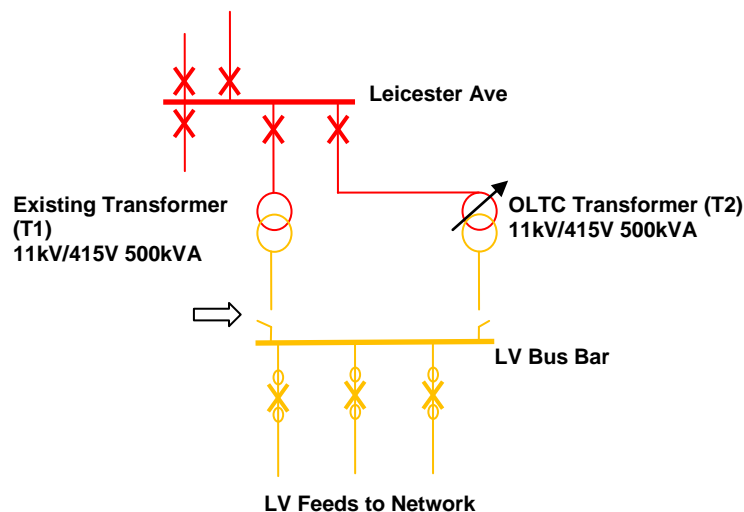 Leicester Ave
Existing Transformer
(T1)
11kV/415V 500kVA
OLTC Transformer (T2)
11kV/415V 500kVA
LV Bus Bar
LV Feeds to Network